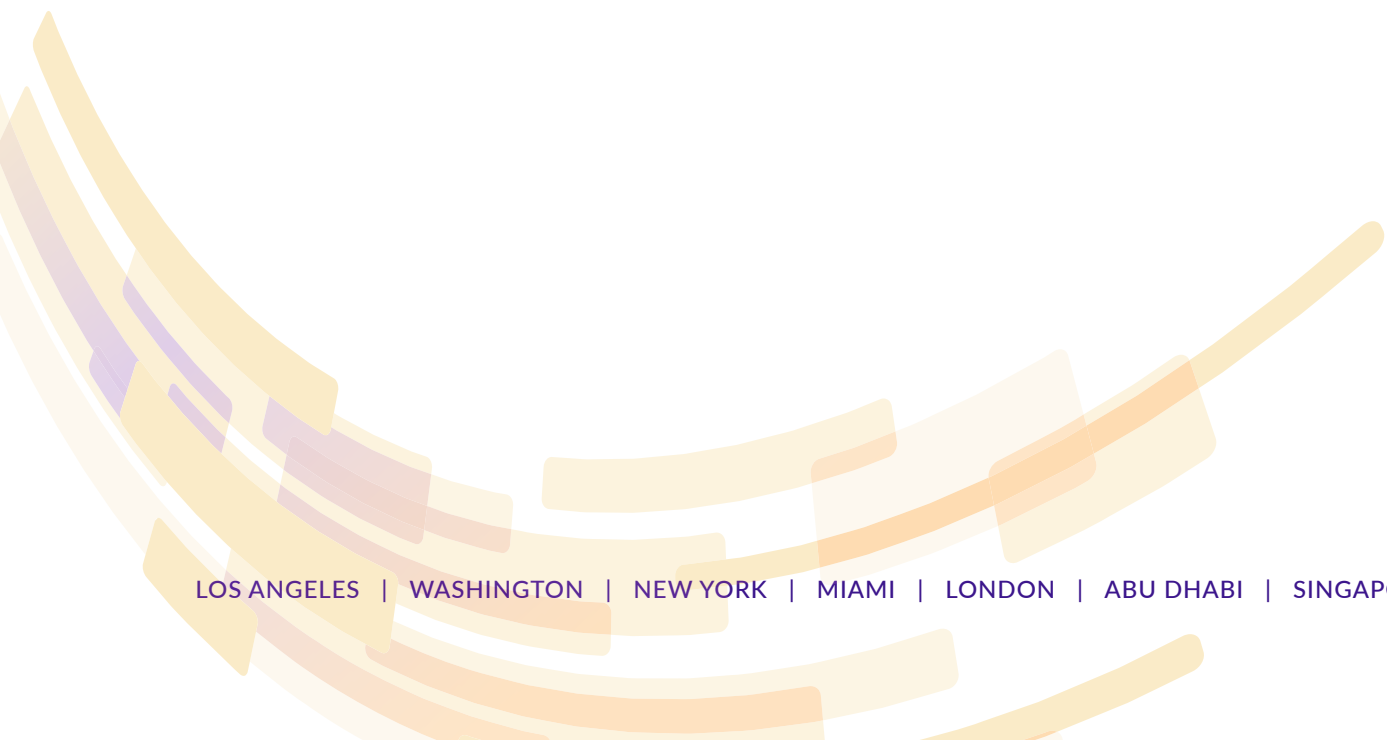 LOS ANGELES | WASHINGTON | NEW YORK | MIAMI | LONDON | ABU DHABI |